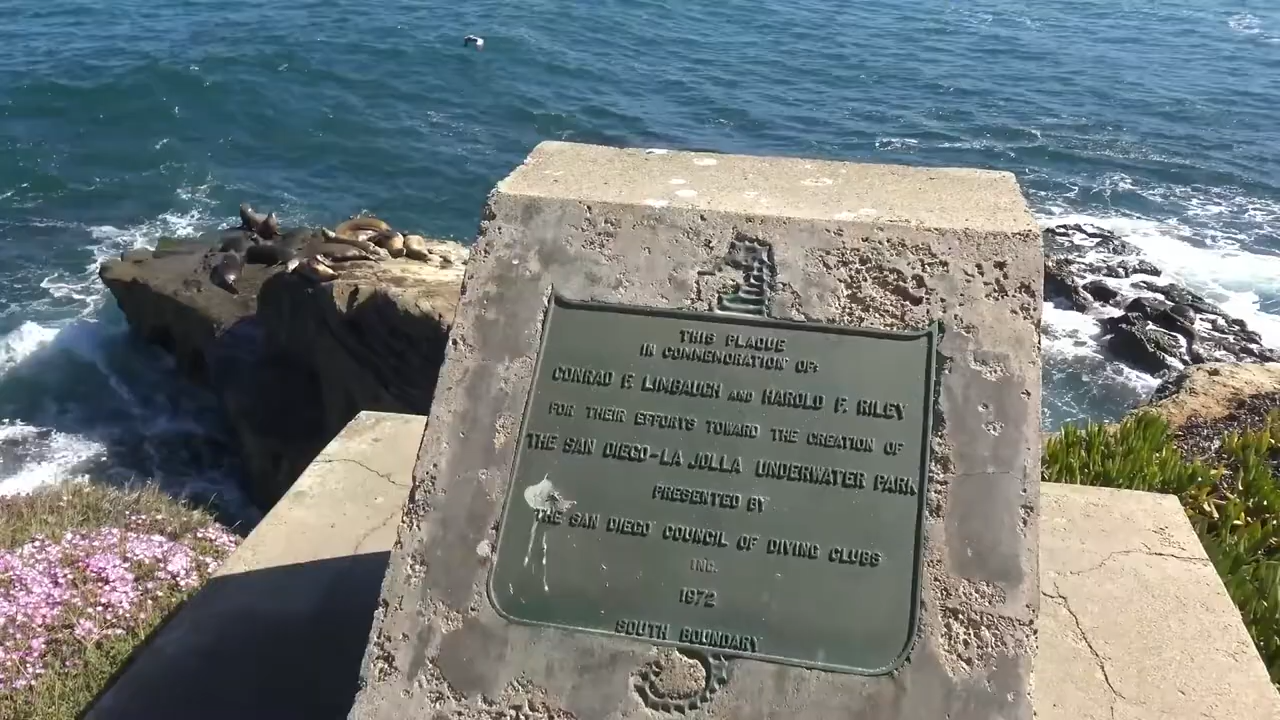 THIS PLAQUE
IN COMMEMORATION OF:
CONRAD F. LIMBAUGH AND HAROLD F. RILEY
FOR THEIR EFFORTS TOWARD THE CREATION OF
THE SAN DIEGO-LA JOLLA UNDERWATER PARK
PRESENTED BY
THE SAN DIEGO COUNCIL OF DIVING CLUBS
INC.
1972
SOUTH BOUNDARY